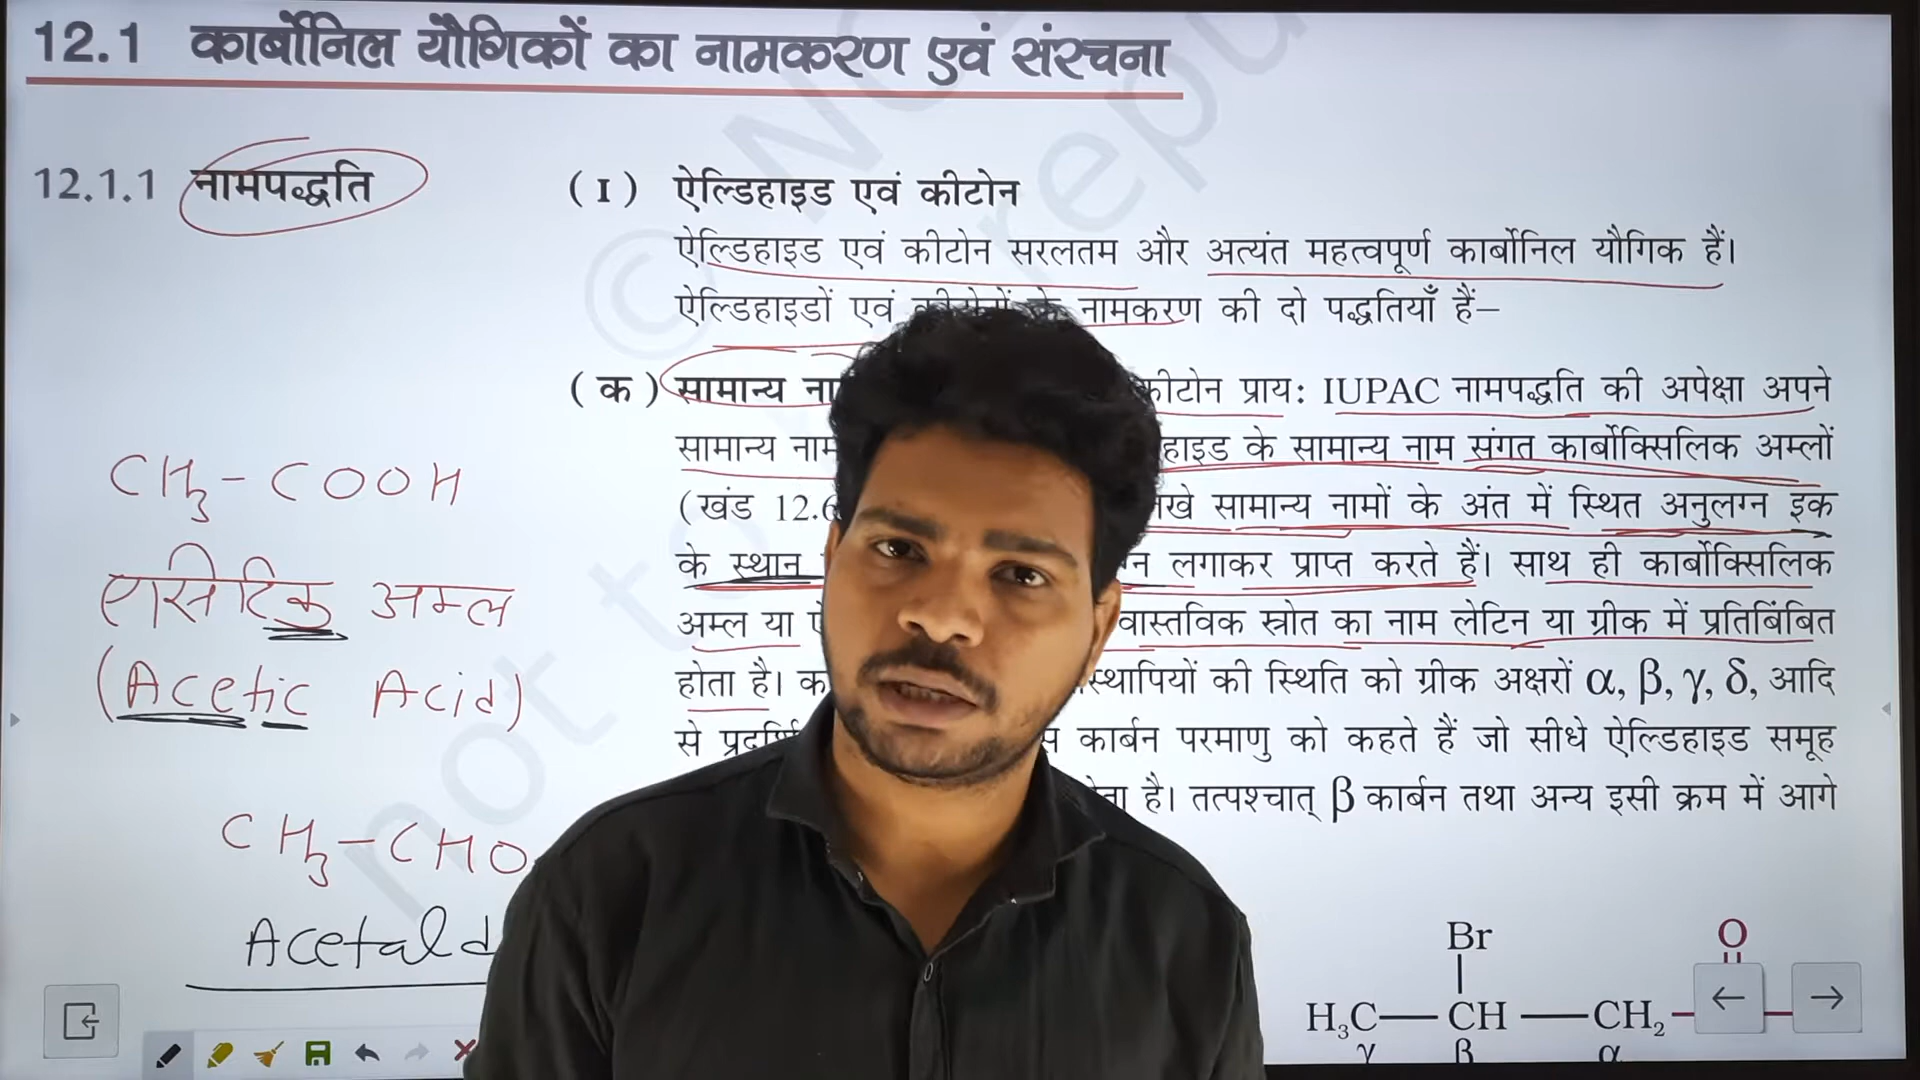 12.1 कार्बोनिल यौगिकों का नामकरण एवं संरचना
12.1.1 नामपद्धति
(I) ऐल्डिहाइड एवं कीटोन
ऐल्डिहाइड एवं कीटोन सरलतम और अत्यंत महत्वपूर्ण कार्बोनिल यौगिक हैं।
ऐल्डिहाइडों एवं नामकरण की दो पद्धतियाँ हैं–
(क) सामान्य कीटोन प्राय: IUPAC नामपद्धति की अपेक्षा अपने
सामान्य नाम के सामान्य नाम संगत कार्बोक्सिलिक अम्लों
(खंड सामान्य नामों के अंत में स्थित अनुलग्न इक
के स्थान लगाकर प्राप्त करते हैं। साथ ही कार्बोक्सिलिक
अम्ल या वास्तविक स्रोत का नाम लेटिन या ग्रीक में प्रतिबिंबित
होता है। की स्थिति को ग्रीक अक्षरों α, β, γ, δ, आदि
से कार्बन परमाणु को कहते हैं जो सीधे ऐल्डिहाइड समूह
है। तत्पश्चात् β कार्बन तथा अन्य इसी क्रम में आगे
CH₃-COOH
एसिटिक अम्ल
(Acetic Acid)
CH₃-CHO
Acetald
Br
O
H₃C—CH—CH₂—
γ β α